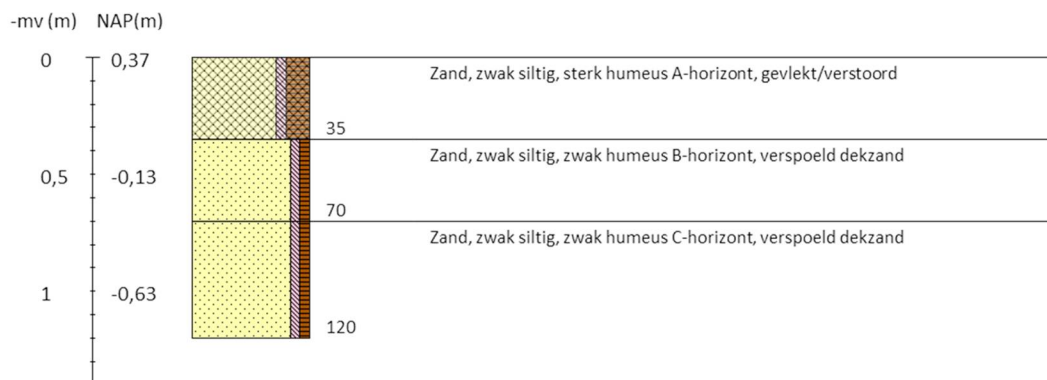 -mv (m) NAP(m)
0 0,37 Zand, zwak siltig, sterk humeus A-horizont, gevlekt/verstoord
35
Zand, zwak siltig, zwak humeus B-horizont, verspoeld dekzand
0,5 -0,13
70
Zand, zwak siltig, zwak humeus C-horizont, verspoeld dekzand
1 -0,63
120